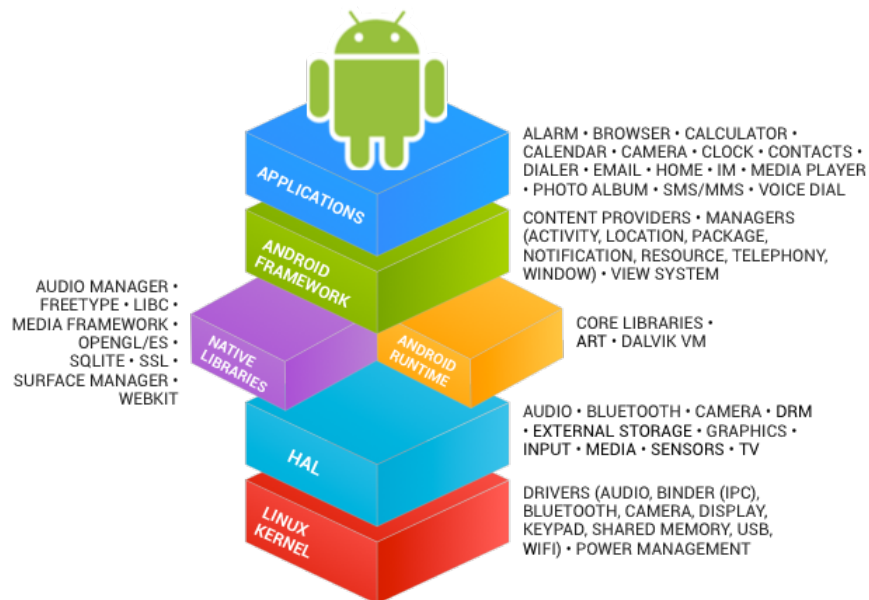 ALARM • BROWSER • CALCULATOR •
CALENDAR • CAMERA • CLOCK • CONTACTS •
DIALER • EMAIL • HOME • IM • MEDIA PLAYER
• PHOTO ALBUM • SMS/MMS • VOICE DIAL
APPLICATIONS
CONTENT PROVIDERS • MANAGERS
(ACTIVITY, LOCATION, PACKAGE,
NOTIFICATION, RESOURCE, TELEPHONY,
WINDOW) • VIEW SYSTEM
ANDROID
FRAMEWORK
AUDIO MANAGER •
FREETYPE • LIBC •
MEDIA FRAMEWORK •
OPENGL/ES •
SQLITE • SSL •
SURFACE MANAGER •
WEBKIT
NATIVE
LIBRARIES
ANDROID
RUNTIME
CORE LIBRARIES •
ART • DALVIK VM
AUDIO • BLUETOOTH • CAMERA • DRM
• EXTERNAL STORAGE • GRAPHICS •
INPUT • MEDIA • SENSORS • TV
HAL
DRIVERS (AUDIO, BINDER (IPC),
BLUETOOTH, CAMERA, DISPLAY,
KEYPAD, SHARED MEMORY, USB,
WIFI) • POWER MANAGEMENT
LINUX
KERNEL